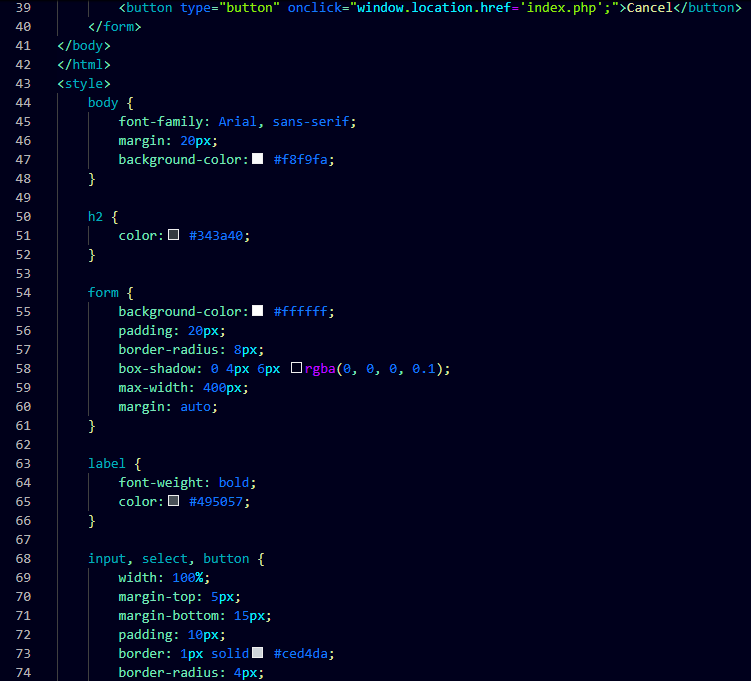 39 <button type="button" onclick="window.location.href='index.php';">Cancel</button>
40 </form>
41 </body>
42 </html>
43 <style>
44 body {
45 font-family: Arial, sans-serif;
46 margin: 20px;
47 background-color: #f8f9fa;
48 }
49
50 h2 {
51 color: #343a40;
52 }
53
54 form {
55 background-color: #ffffff;
56 padding: 20px;
57 border-radius: 8px;
58 box-shadow: 0 4px 6px rgba(0, 0, 0, 0.1);
59 max-width: 400px;
60 margin: auto;
61 }
62
63 label {
64 font-weight: bold;
65 color: #495057;
66 }
67
68 input, select, button {
69 width: 100%;
70 margin-top: 5px;
71 margin-bottom: 15px;
72 padding: 10px;
73 border: 1px solid #ced4da;
74 border-radius: 4px;